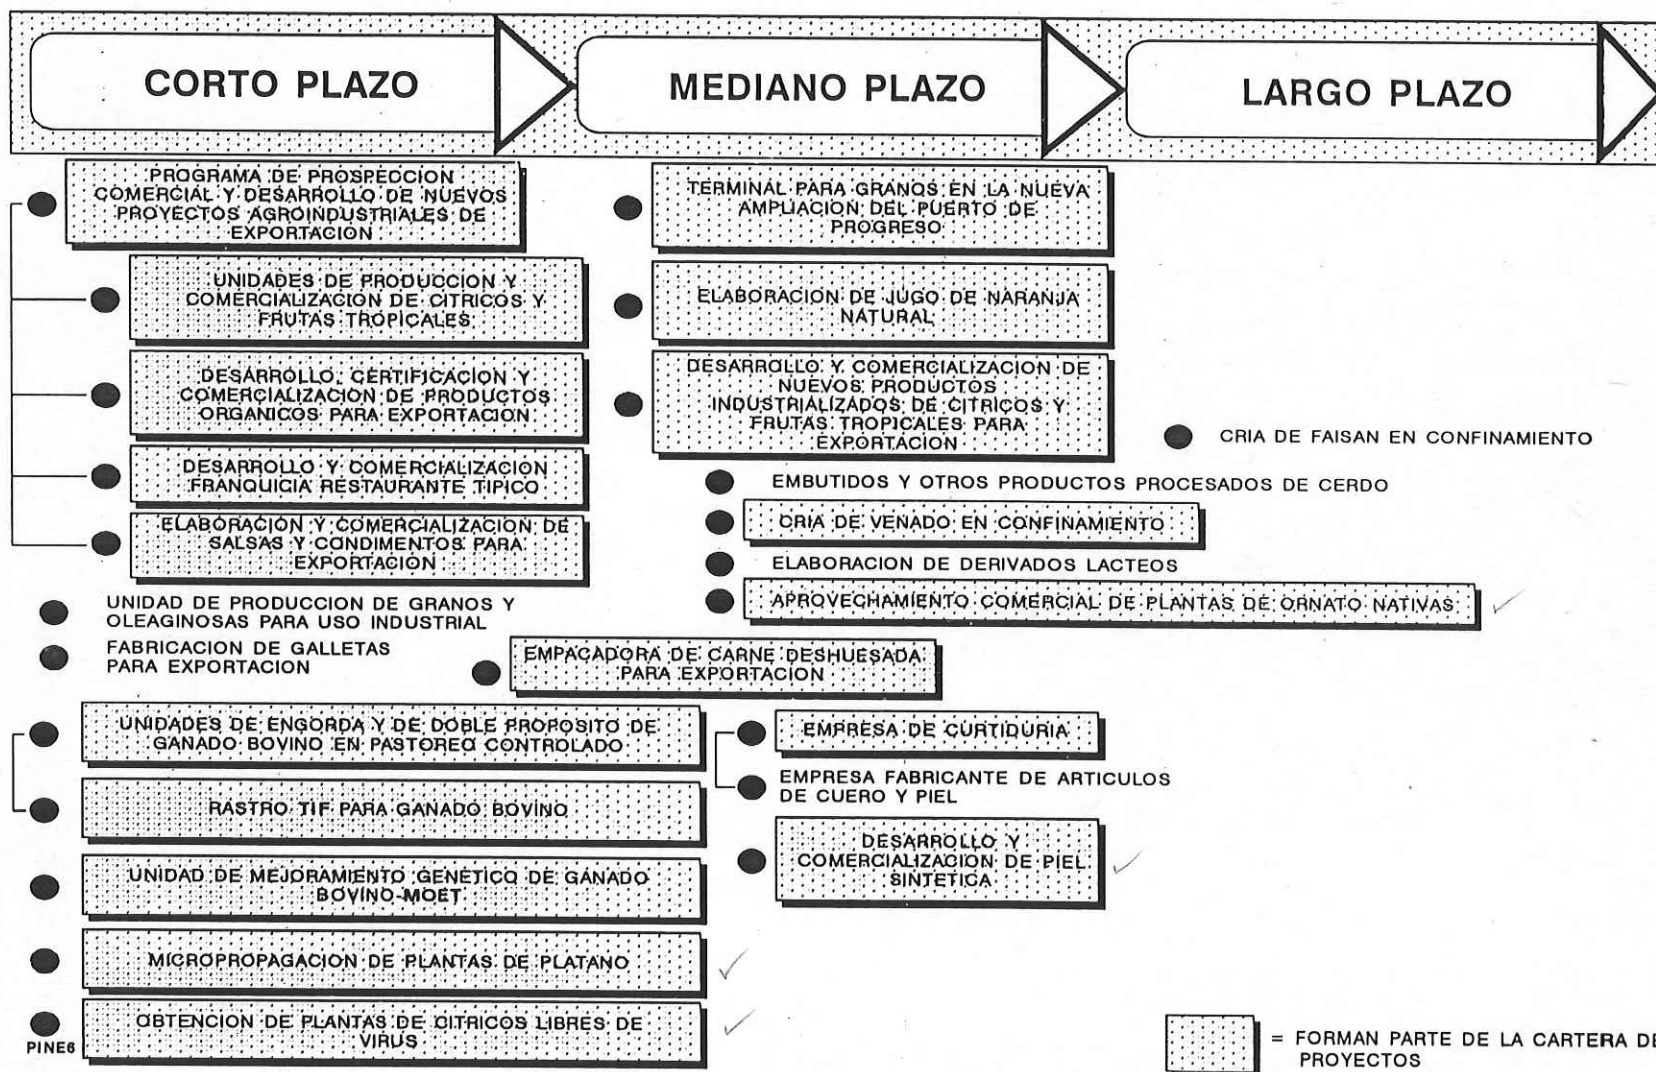 CORTO PLAZO
MEDIANO PLAZO
LARGO PLAZO
PROGRAMA DE PROSPECCION
COMERCIAL Y DESARROLLO DE NUEVOS
PROYECTOS AGROINDUSTRIALES DE
EXPORTACION
UNIDADES DE PRODUCCION Y
COMERCIALIZACION DE CITRICOS Y
FRUTAS TROPICALES
DESARROLLO, CERTIFICACION Y
COMERCIALIZACION DE PRODUCTOS
ORGANICOS PARA EXPORTACION
DESARROLLO Y COMERCIALIZACION
FRANQUICIA RESTAURANTE TIPICO
ELABORACION Y COMERCIALIZACION DE
SALSAS Y CONDIMENTOS PARA
EXPORTACION
UNIDAD DE PRODUCCION DE GRANOS Y
OLEAGINOSAS PARA USO INDUSTRIAL
FABRICACION DE GALLETAS
PARA EXPORTACION
EMPACADORA DE CARNE DESHUESADA
PARA EXPORTACION
UNIDADES DE ENGORDA Y DE DOBLE PROPOSITO DE
GANADO BOVINO EN PASTOREO CONTROLADO
RASTRO TIF PARA GANADO BOVINO
UNIDAD DE MEJORAMIENTO GENETICO DE GANADO
BOVINO-MOET
MICROPROPAGACION DE PLANTAS DE PLATANO
OBTENCION DE PLANTAS DE CITRICOS LIBRES DE
VIRUS
PINE6
TERMINAL PARA GRANOS EN LA NUEVA
AMPLIACION DEL PUERTO DE
PROGRESO
ELABORACION DE JUGO DE NARANJA
NATURAL
DESARROLLO Y COMERCIALIZACION DE
NUEVOS PRODUCTOS
INDUSTRIALIZADOS DE CITRICOS Y
FRUTAS TROPICALES PARA
EXPORTACION
EMBUTIDOS Y OTROS PRODUCTOS PROCESADOS DE CERDO
CRIA DE VENADO EN CONFINAMIENTO
ELABORACION DE DERIVADOS LACTEOS
APROVECHAMIENTO COMERCIAL DE PLANTAS DE ORNATO NATIVAS
EMPRESA DE CURTIDURIA
EMPRESA FABRICANTE DE ARTICULOS
DE CUERO Y PIEL
DESARROLLO Y
COMERCIALIZACION DE PIEL
SINTETICA
CRIA DE FAISAN EN CONFINAMIENTO
= FORMAN PARTE DE LA CARTERA DE
PROYECTOS